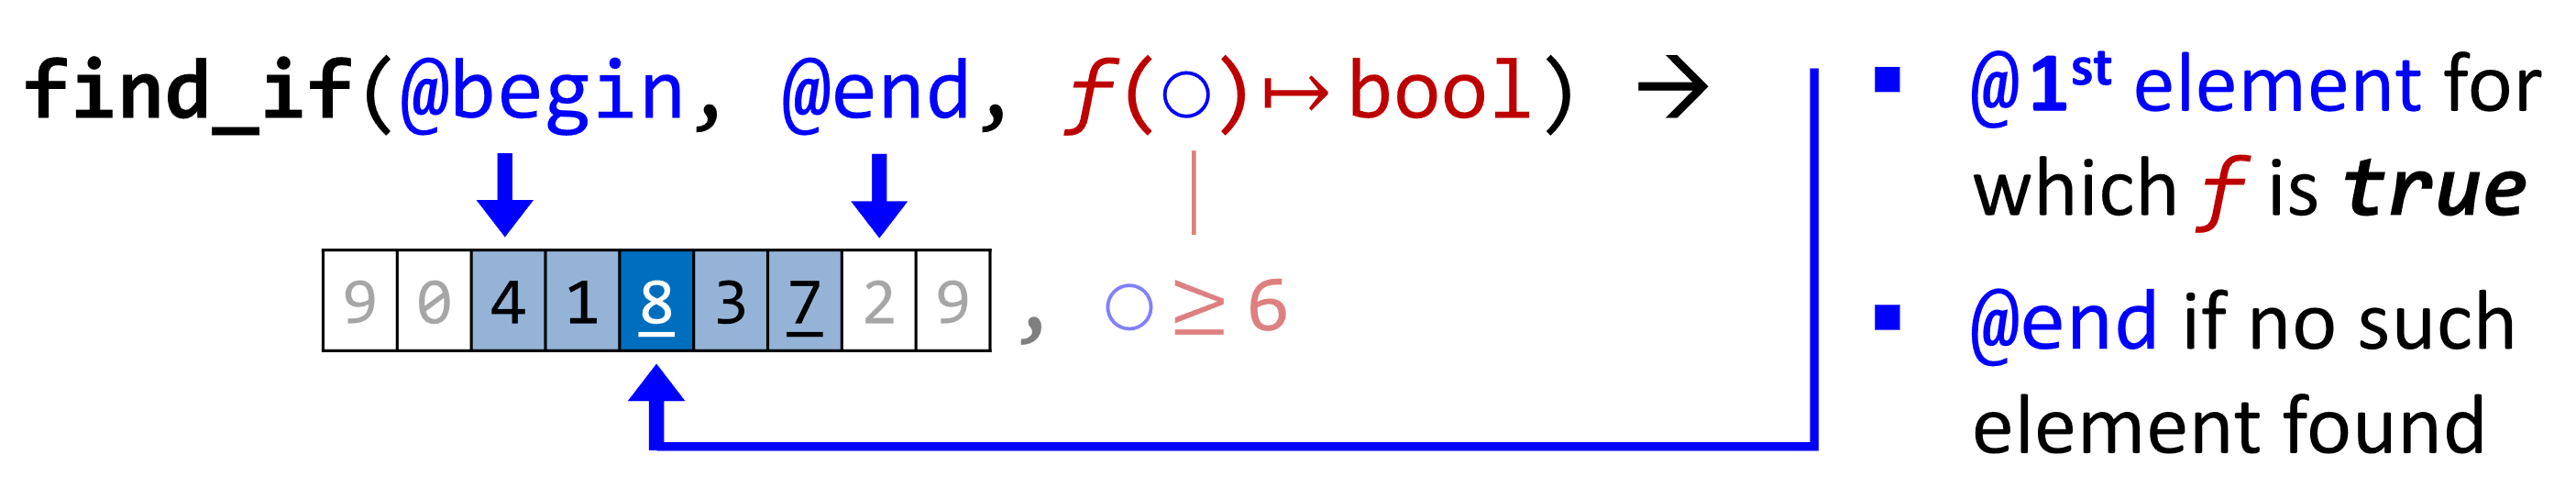 find_if(@begin, @end, f(○)↦bool) →
9 0 4 1 8 3 7 2 9 , ○ ≥ 6
▪ @1st element for
which f is true
▪ @end if no such
element found